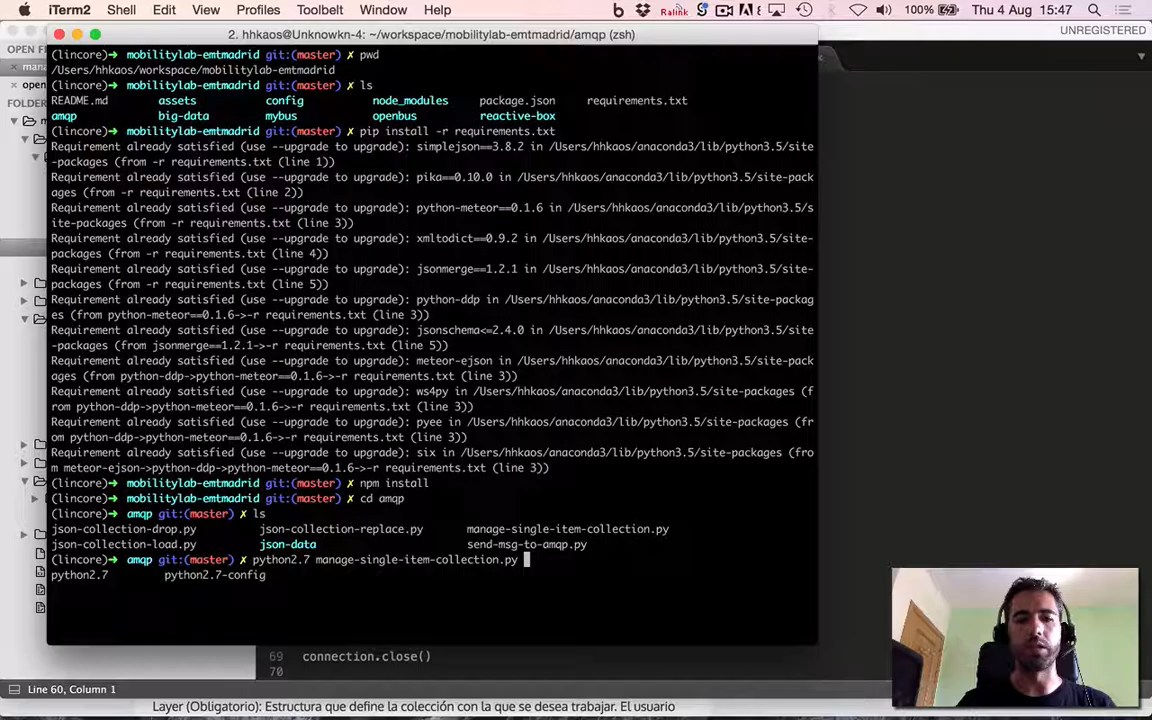 iTerm2 Shell Edit View Profiles Toolbelt Window Help Ralink 100% Thu 4 Aug 15:47
2. hhkaos@Unknowkn-4: ~/workspace/mobilitylab-emtmadrid/amqp (zsh)
UNREGISTERED
OPEN FI
mana
open
FOLDER
(lincore)➜ mobilitylab-emtmadrid git:(master) ✗ pwd
/Users/hhkaos/workspace/mobilitylab-emtmadrid
(lincore)➜ mobilitylab-emtmadrid git:(master) ✗ ls
README.md assets config node_modules package.json requirements.txt
amqp big-data mybus openbus reactive-box
(lincore)➜ mobilitylab-emtmadrid git:(master) ✗ pip install -r requirements.txt
Requirement already satisfied (use --upgrade to upgrade): simplejson==3.8.2 in /Users/hhkaos/anaconda3/lib/python3.5/site
-packages (from -r requirements.txt (line 1))
Requirement already satisfied (use --upgrade to upgrade): pika==0.10.0 in /Users/hhkaos/anaconda3/lib/python3.5/site-pack
ages (from -r requirements.txt (line 2))
Requirement already satisfied (use --upgrade to upgrade): python-meteor==0.1.6 in /Users/hhkaos/anaconda3/lib/python3.5/s
ite-packages (from -r requirements.txt (line 3))
Requirement already satisfied (use --upgrade to upgrade): xmltodict==0.9.2 in /Users/hhkaos/anaconda3/lib/python3.5/site-
packages (from -r requirements.txt (line 4))
Requirement already satisfied (use --upgrade to upgrade): jsonmerge==1.2.1 in /Users/hhkaos/anaconda3/lib/python3.5/site-
packages (from -r requirements.txt (line 5))
Requirement already satisfied (use --upgrade to upgrade): python-ddp in /Users/hhkaos/anaconda3/lib/python3.5/site-packag
es (from python-meteor==0.1.6->-r requirements.txt (line 3))
Requirement already satisfied (use --upgrade to upgrade): jsonschema<=2.4.0 in /Users/hhkaos/anaconda3/lib/python3.5/site
-packages (from jsonmerge==1.2.1->-r requirements.txt (line 5))
Requirement already satisfied (use --upgrade to upgrade): meteor-ejson in /Users/hhkaos/anaconda3/lib/python3.5/site-pack
ages (from python-ddp->python-meteor==0.1.6->-r requirements.txt (line 3))
Requirement already satisfied (use --upgrade to upgrade): ws4py in /Users/hhkaos/anaconda3/lib/python3.5/site-packages (f
rom python-ddp->python-meteor==0.1.6->-r requirements.txt (line 3))
Requirement already satisfied (use --upgrade to upgrade): pyee in /Users/hhkaos/anaconda3/lib/python3.5/site-packages (fr
om python-ddp->python-meteor==0.1.6->-r requirements.txt (line 3))
Requirement already satisfied (use --upgrade to upgrade): six in /Users/hhkaos/anaconda3/lib/python3.5/site-packages (fro
m meteor-ejson->python-ddp->python-meteor==0.1.6->-r requirements.txt (line 3))
(lincore)➜ mobilitylab-emtmadrid git:(master) ✗ npm install
(lincore)➜ mobilitylab-emtmadrid git:(master) ✗ cd amqp
(lincore)➜ amqp git:(master) ✗ ls
json-collection-drop.py json-collection-replace.py manage-single-item-collection.py
json-collection-load.py json-data send-msg-to-amqp.py
(lincore)➜ amqp git:(master) ✗ python2.7 manage-single-item-collection.py
python2.7 python2.7-config
69 connection.close()
70
Line 60, Column 1
Layer (Obligatorio): Estructura que define la colección con la que se desea trabajar. El usuario